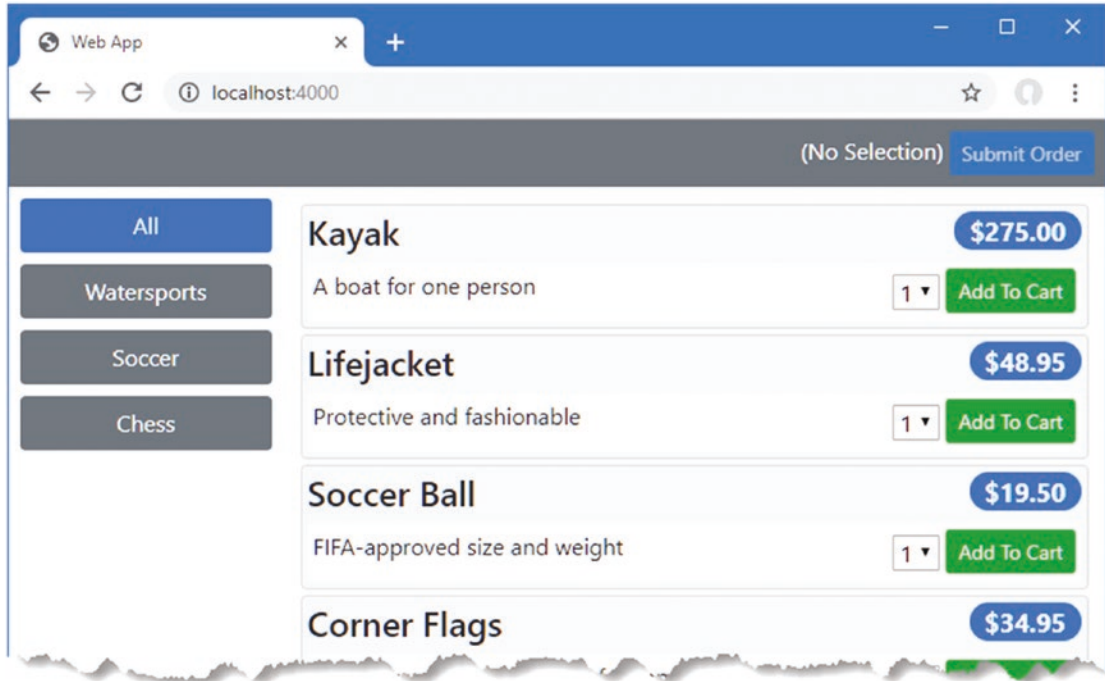 Web App
localhost:4000
(No Selection) Submit Order
All
Watersports
Soccer
Chess
Kayak $275.00
A boat for one person 1 Add To Cart
Lifejacket $48.95
Protective and fashionable 1 Add To Cart
Soccer Ball $19.50
FIFA-approved size and weight 1 Add To Cart
Corner Flags $34.95